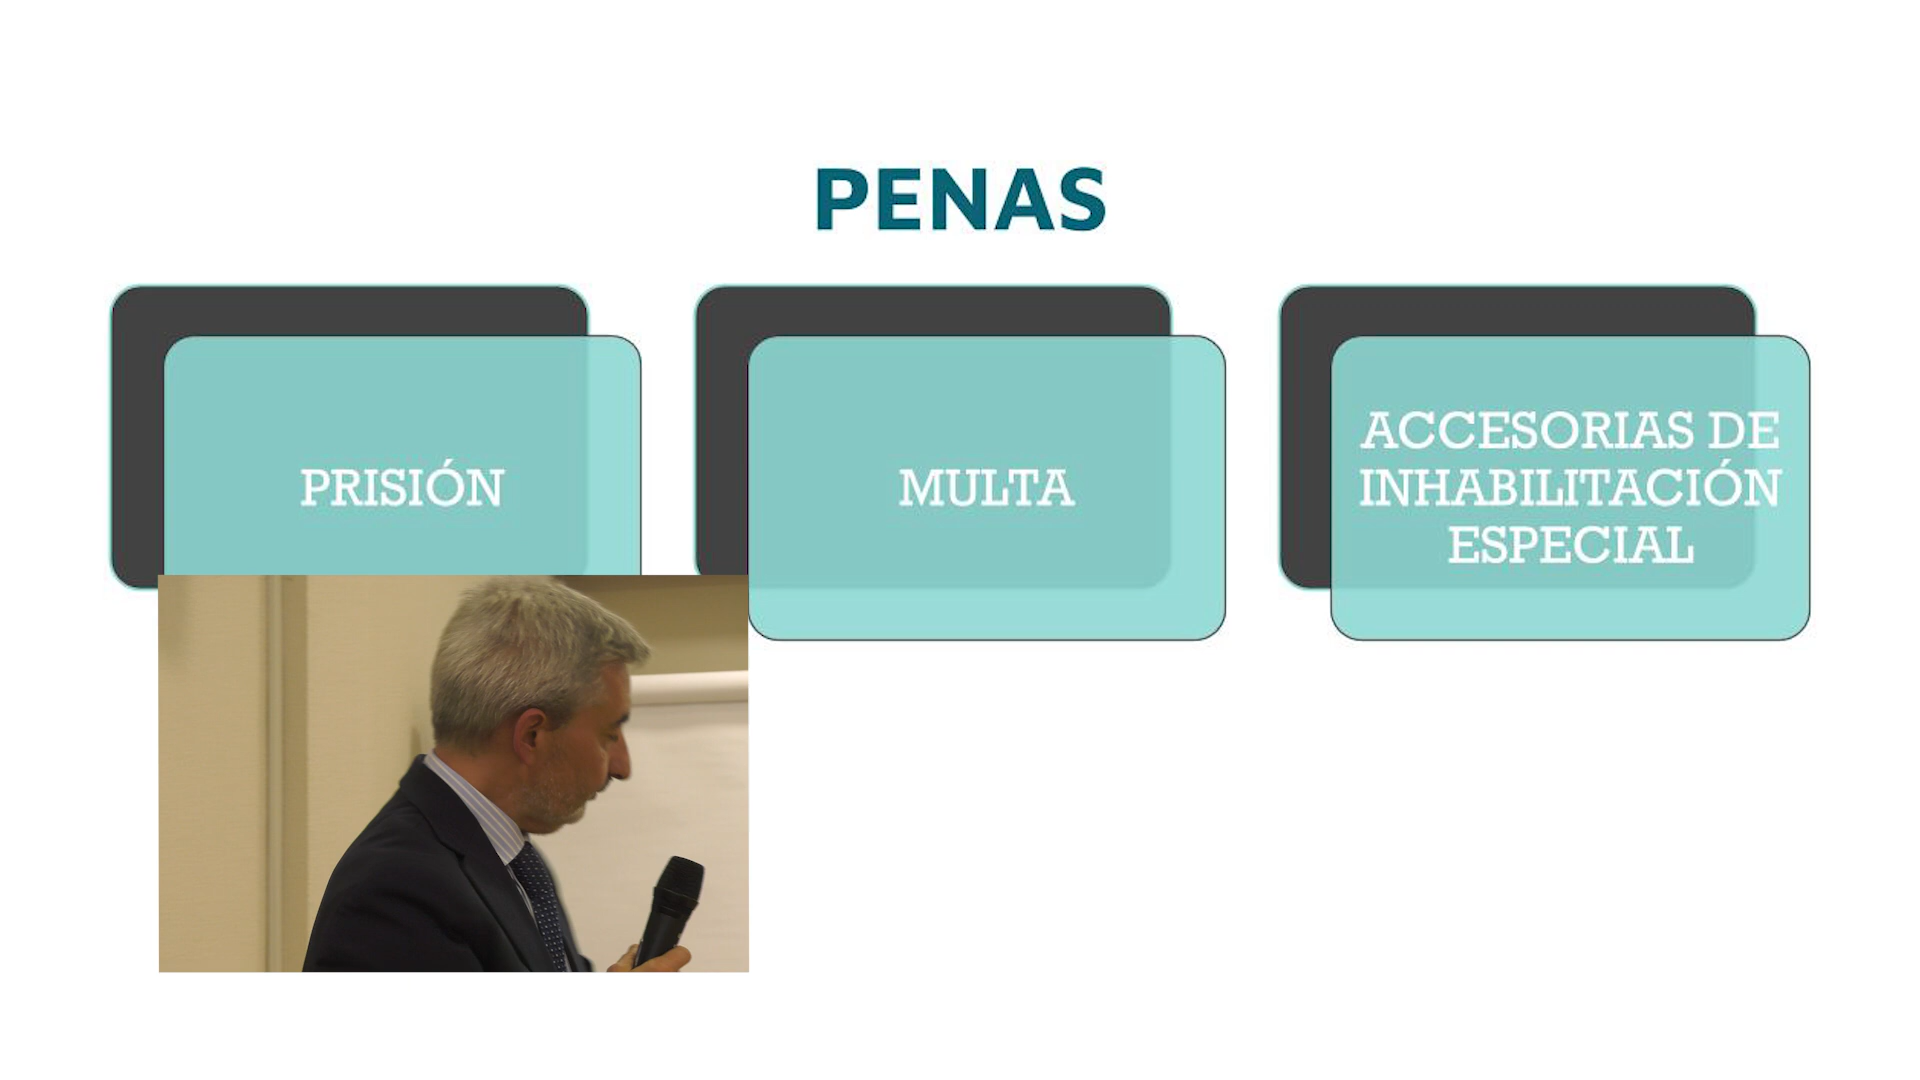 PENAS
PRISIÓN
MULTA
ACCESORIAS DE
INHABILITACIÓN
ESPECIAL